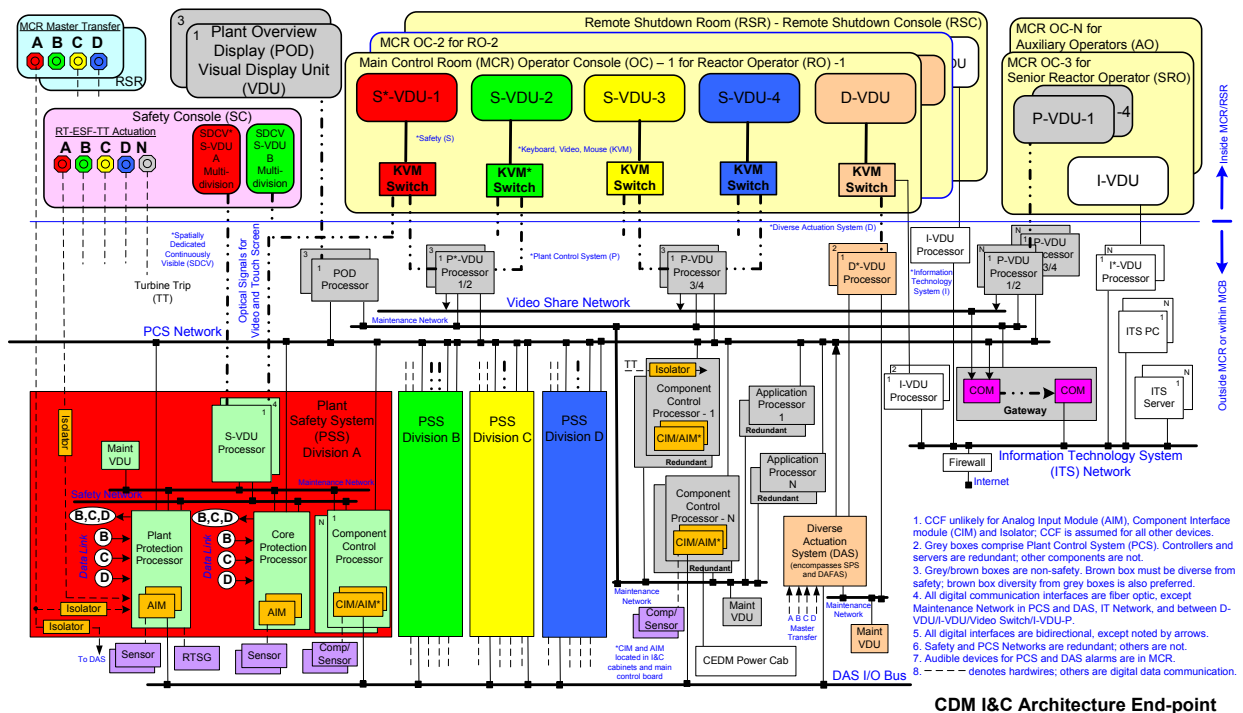 MCR Master Transfer
A B C D
RSR
3
1
Plant Overview
Display (POD)
Visual Display Unit
(VDU)
Remote Shutdown Room (RSR) - Remote Shutdown Console (RSC)
MCR OC-2 for RO-2
Main Control Room (MCR) Operator Console (OC) – 1 for Reactor Operator (RO) -1
S*-VDU-1
S-VDU-2
S-VDU-3
S-VDU-4
D-VDU
DU
*Safety (S)
*Keyboard, Video, Mouse (KVM)
KVM
Switch
KVM*
Switch
KVM
Switch
KVM
Switch
KVM
Switch
MCR OC-N for
Auxiliary Operators (AO)
MCR OC-3 for
Senior Reactor Operator (SRO)
P-VDU-1
-4
I-VDU
Inside MCR/RSR
Outside MCR or within MCB
Safety Console (SC)
RT-ESF-TT Actuation
A B C D N
SDCV*
S-VDU
A
Multi-
division
SDCV
S-VDU
B
Multi-
division
*Spatially
Dedicated
Continuously
Visible (SDCV)
Turbine Trip
(TT)
Optical Signals for
Video and Touch Screen
*Plant Control System (P)
*Diverse Actuation System (D)
*Information
Technology
System (I)
3
1
POD
Processor
3
1
P*-VDU
Processor
1/2
N
1
P-VDU
Processor
3/4
2
1
D*-VDU
Processor
I-VDU
Processor
N
1
P-VDU
Processor
1/2
N
P-VDU
3/4
N
1
I*-VDU
Processor
Video Share Network
Maintenance Network
PCS Network
N
1
ITS PC
N
ITS
Server
2
1
I-VDU
Processor
COM
COM
Gateway
Firewall
Internet
Information Technology System
(ITS) Network
Plant
Safety System
(PSS)
Division A
Isolator
4
1
S-VDU
Processor
Maint
VDU
Maintenance Network
Safety Network
B,C,D
B
C
D
Data Link
Plant
Protection
Processor
AIM
B,C,D
B
C
D
Data Link
Core
Protection
Processor
AIM
N
1
Component
Control
Processor
CIM/AIM*
Isolator
Isolator
To DAS
Sensor
RTSG
Sensor
Comp/
Sensor
PSS
Division B
PSS
Division C
PSS
Division D
TT
Isolator
Component
Control
Processor - 1
CIM/AIM*
Redundant
Component
Control
Processor - N
CIM/AIM*
Redundant
Application
Processor
1
Redundant
Application
Processor
N
Redundant
Maintenance
Network
Comp/
Sensor
Maint
VDU
*CIM and AIM
located in I&C
cabinets and main
control board
CEDM Power Cab
Diverse
Actuation
System (DAS)
(encompasses SPS
and DAFAS)
A B C D
Master
Transfer
Maintenance
Network
Maint
VDU
DAS I/O Bus
1. CCF unlikely for Analog Input Module (AIM), Component Interface
module (CIM) and Isolator; CCF is assumed for all other devices.
2. Grey boxes comprise Plant Control System (PCS). Controllers and
servers are redundant; other components are not.
3. Grey/brown boxes are non-safety. Brown box must be diverse from
safety; brown box diversity from grey boxes is also preferred.
4. All digital communication interfaces are fiber optic, except
Maintenance Network in PCS and DAS, IT Network, and between D-
VDU/I-VDU/Video Switch/I-VDU-P.
5. All digital interfaces are bidirectional, except noted by arrows.
6. Safety and PCS Networks are redundant; others are not.
7. Audible devices for PCS and DAS alarms are in MCR.
8. – – – – denotes hardwires; others are digital data communication.
CDM I&C Architecture End-point